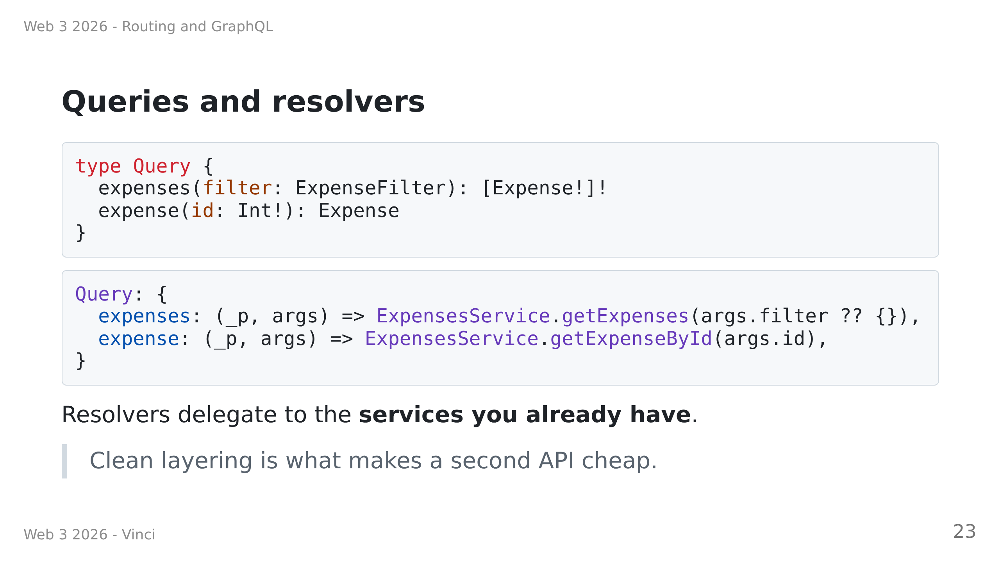 Web 3 2026 - Routing and GraphQL
Queries and resolvers
type Query {
  expenses(filter: ExpenseFilter): [Expense!]!
  expense(id: Int!): Expense
}
Query: {
  expenses: (_p, args) => ExpensesService.getExpenses(args.filter ?? {}),
  expense: (_p, args) => ExpensesService.getExpenseById(args.id),
}
Resolvers delegate to the services you already have.
Clean layering is what makes a second API cheap.
Web 3 2026 - Vinci
23